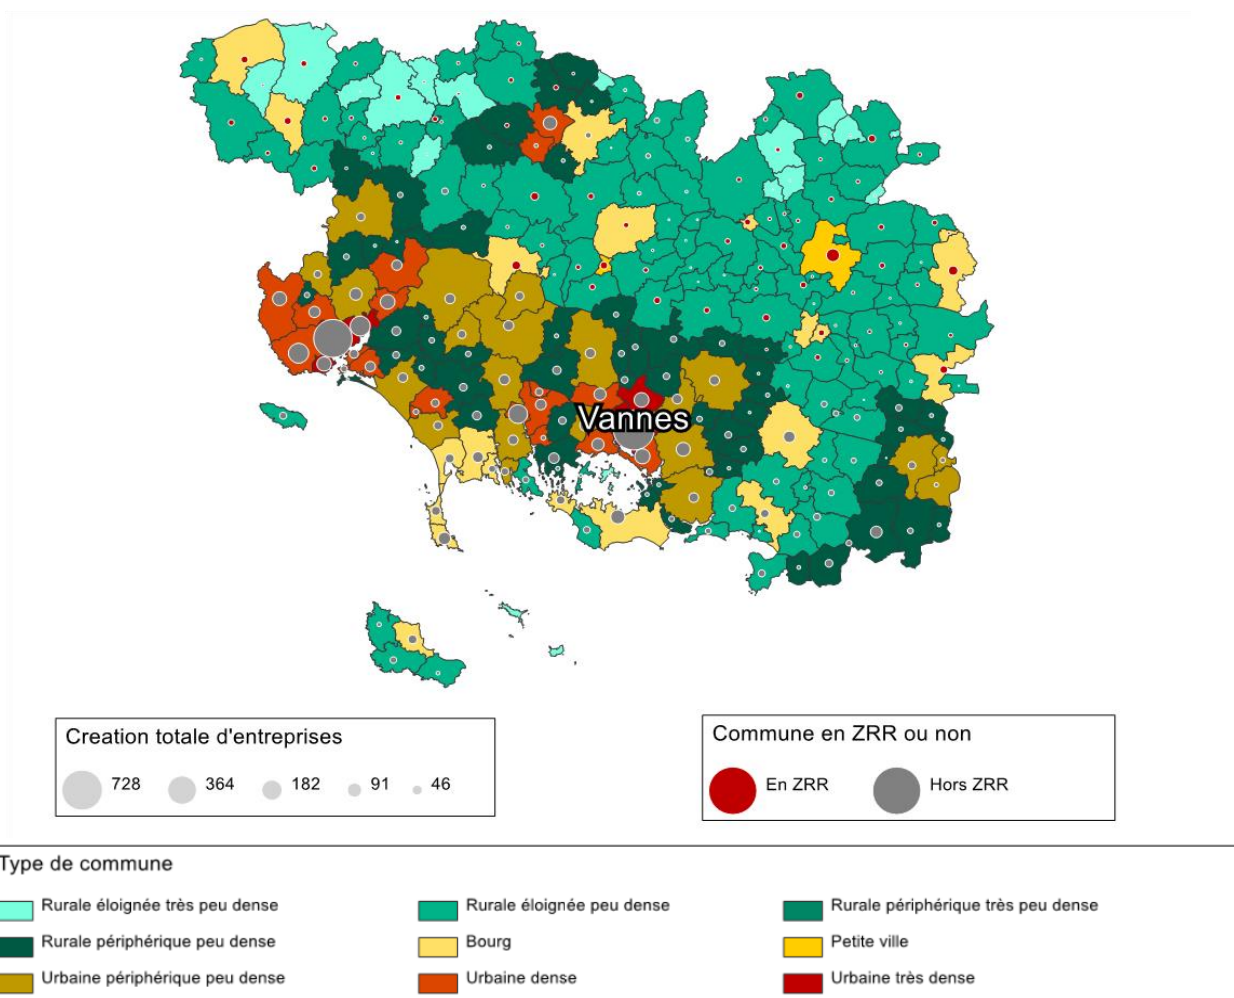 Vannes
Creation totale d'entreprises
728 364 182 91 46
Commune en ZRR ou non
En ZRR Hors ZRR
Type de commune
Rurale éloignée très peu dense Rurale éloignée peu dense Rurale périphérique très peu dense
Rurale périphérique peu dense Bourg Petite ville
Urbaine périphérique peu dense Urbaine dense Urbaine très dense